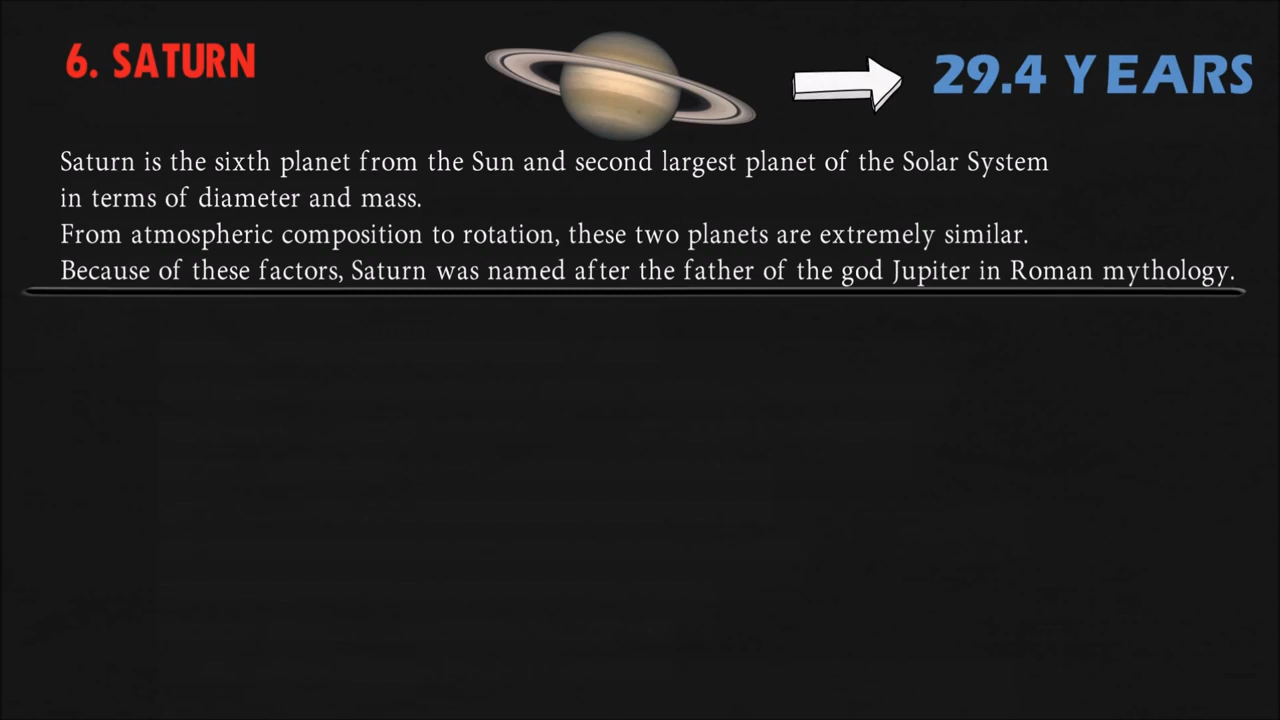 6. SATURN
29.4 YEARS
Saturn is the sixth planet from the Sun and second largest planet of the Solar System
in terms of diameter and mass.
From atmospheric composition to rotation, these two planets are extremely similar.
Because of these factors, Saturn was named after the father of the god Jupiter in Roman mythology.